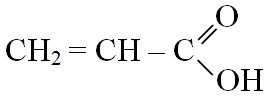 O
CH₂ = CH – C
OH